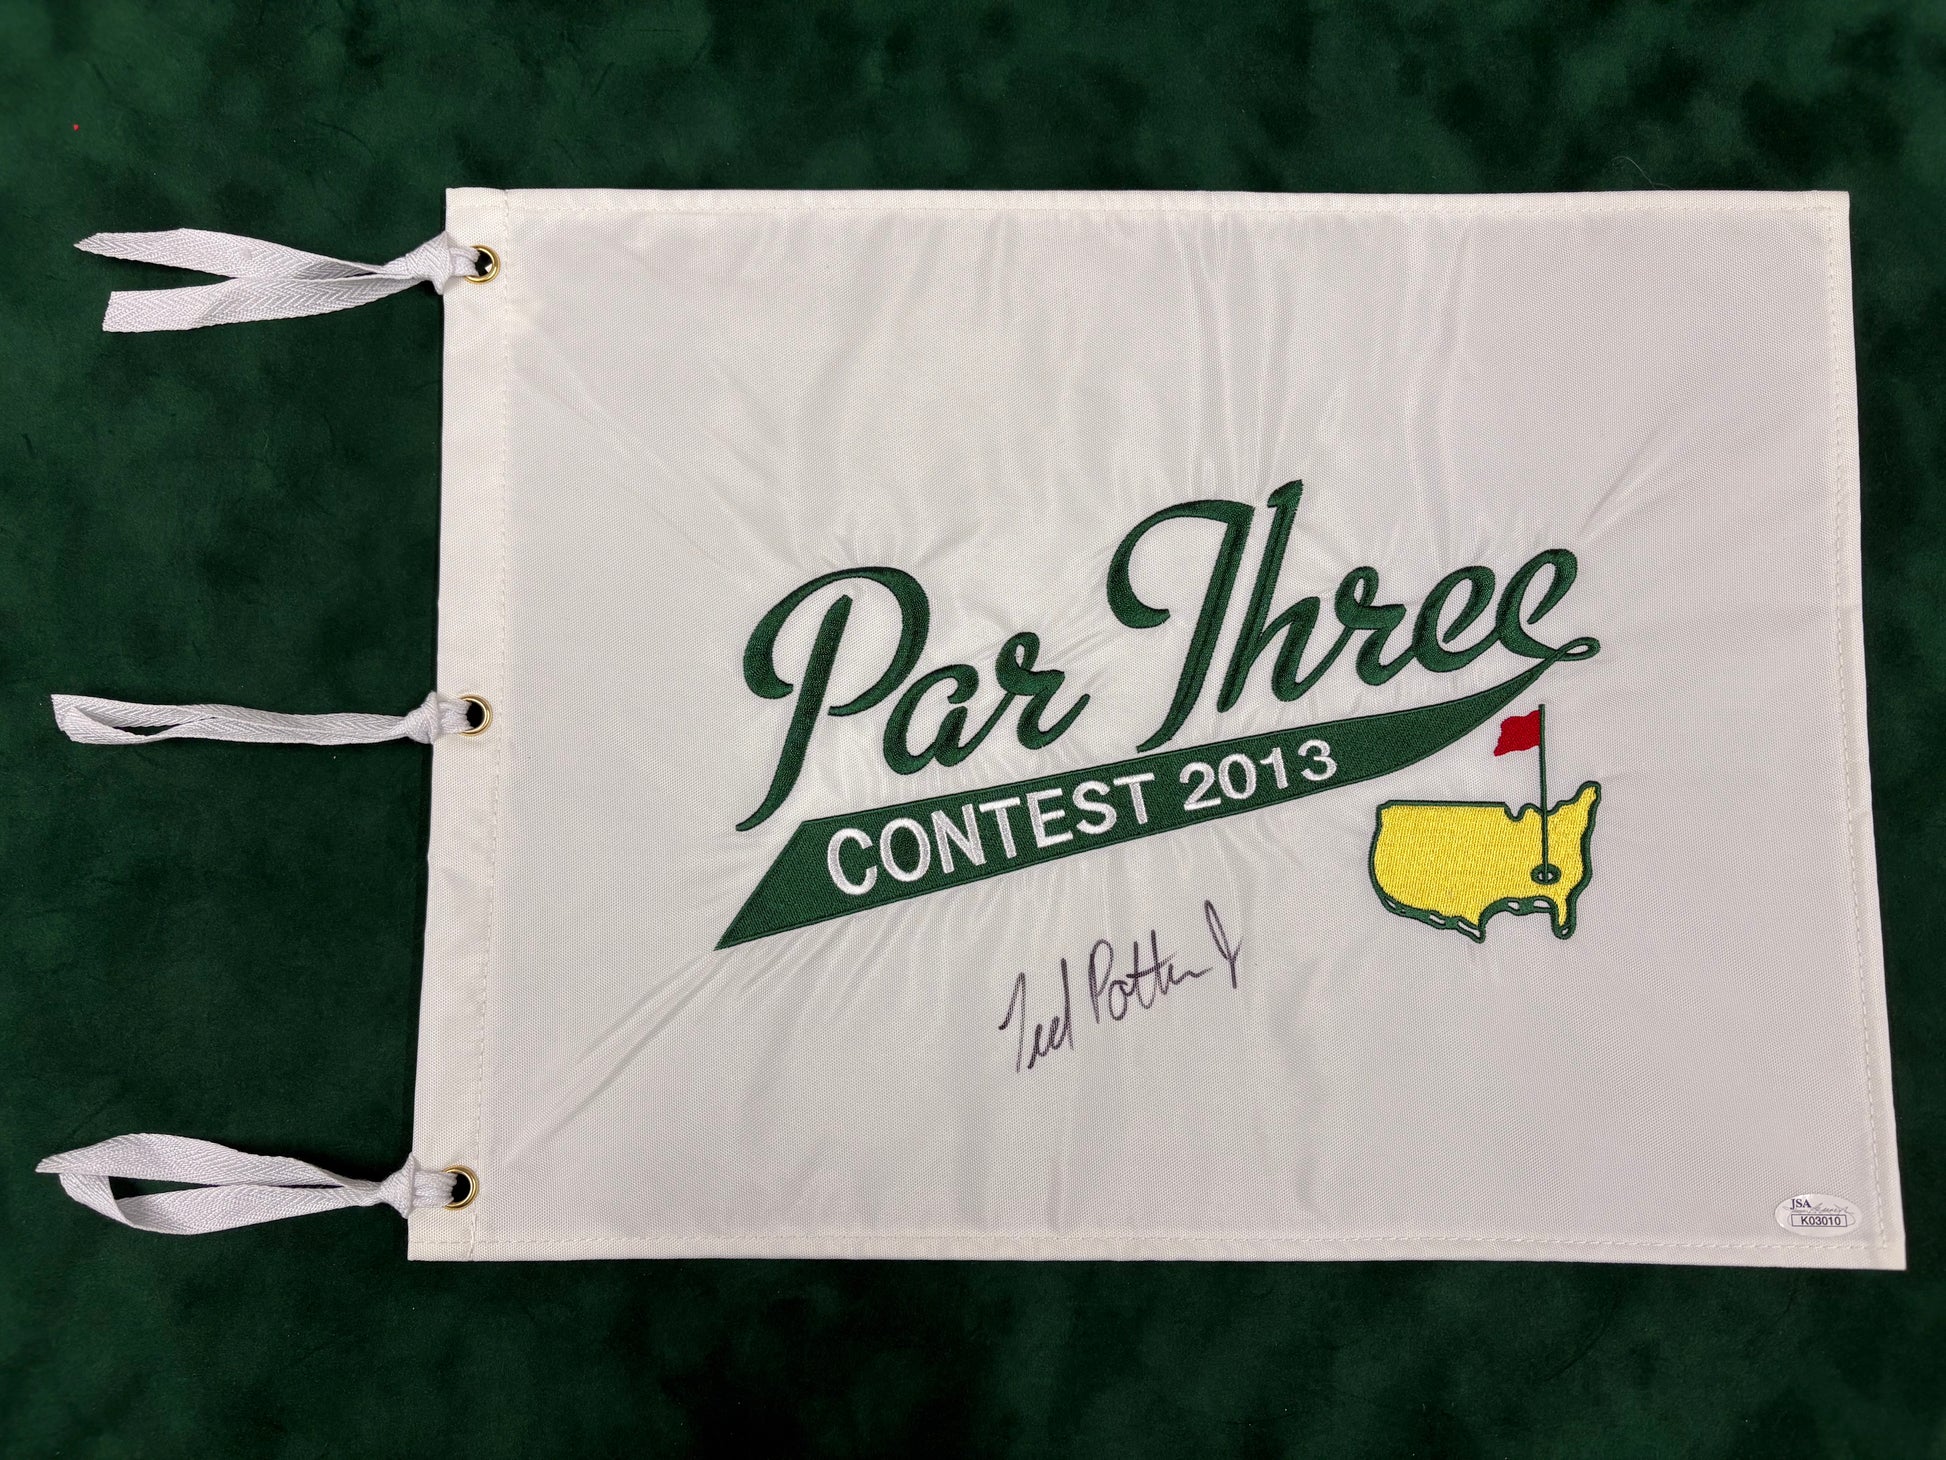 Par Three
CONTEST 2013
Ted Potter Jr
JSA
K03010